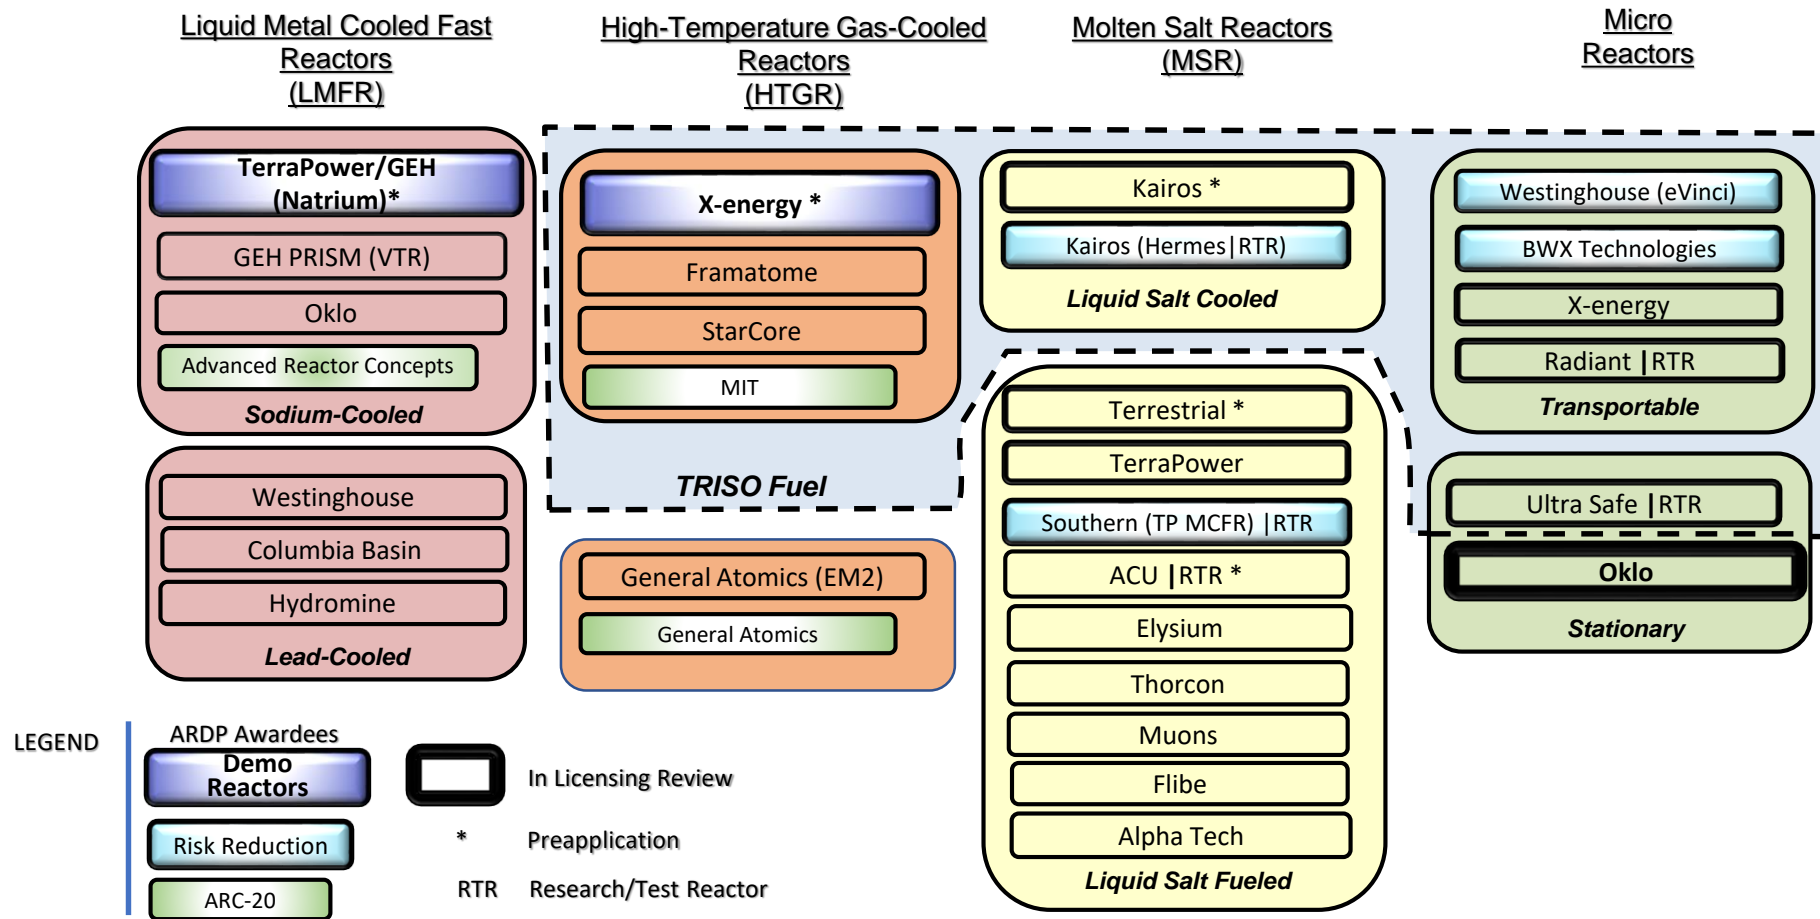 Liquid Metal Cooled Fast
Reactors
(LMFR)
TerraPower/GEH
(Natrium)*
GEH PRISM (VTR)
Oklo
Advanced Reactor Concepts
Sodium-Cooled
Westinghouse
Columbia Basin
Hydromine
Lead-Cooled
High-Temperature Gas-Cooled
Reactors
(HTGR)
X-energy *
Framatome
StarCore
MIT
TRISO Fuel
General Atomics (EM2)
General Atomics
Molten Salt Reactors
(MSR)
Kairos *
Kairos (Hermes|RTR)
Liquid Salt Cooled
Terrestrial *
TerraPower
Southern (TP MCFR) |RTR
ACU |RTR *
Elysium
Thorcon
Muons
Flibe
Alpha Tech
Liquid Salt Fueled
Micro
Reactors
Westinghouse (eVinci)
BWX Technologies
X-energy
Radiant |RTR
Transportable
Ultra Safe |RTR
Oklo
Stationary
LEGEND
ARDP Awardees
Demo
Reactors
Risk Reduction
ARC-20
In Licensing Review
* Preapplication
RTR Research/Test Reactor